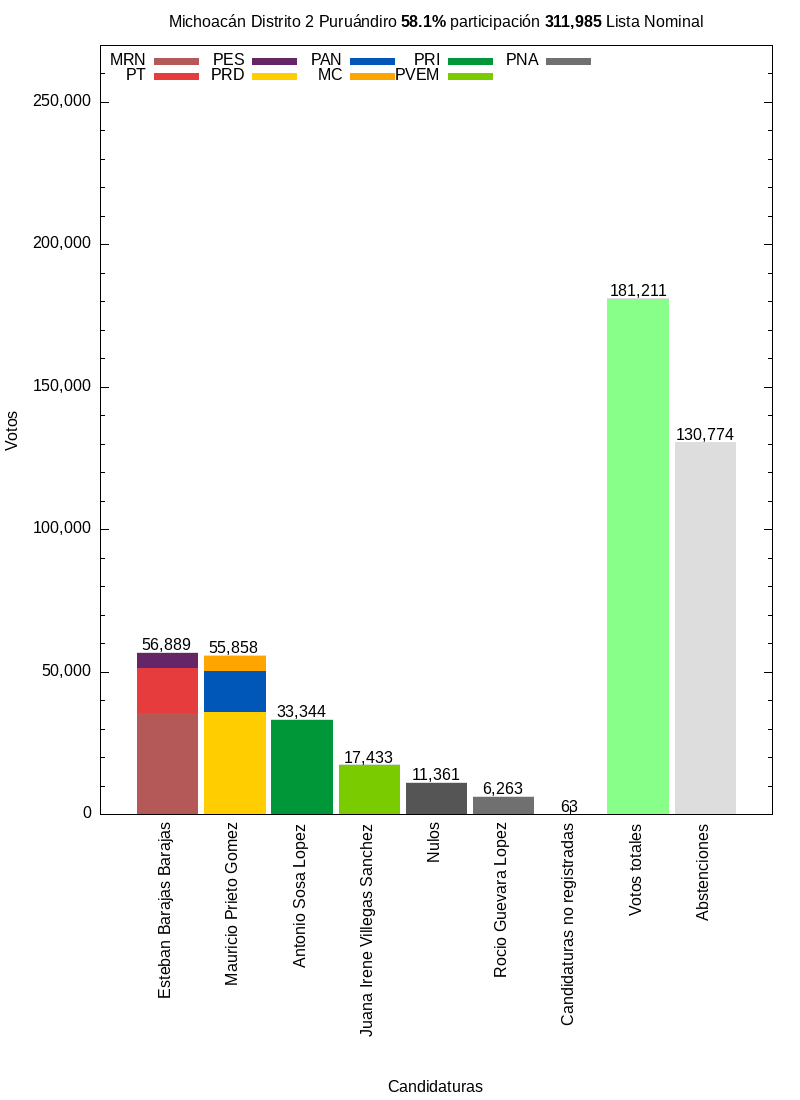 Michoacán Distrito 2 Puruándiro 58.1% participación 311,985 Lista Nominal
MRN PES PAN PRI PNA
PT PRD MC PVEM
250,000
200,000
150,000
100,000
50,000
0
Votos
56,889
55,858
33,344
17,433
11,361
6,263
63
181,211
130,774
Esteban Barajas Barajas
Mauricio Prieto Gomez
Antonio Sosa Lopez
Juana Irene Villegas Sanchez
Nulos
Rocio Guevara Lopez
Candidaturas no registradas
Votos totales
Abstenciones
Candidaturas